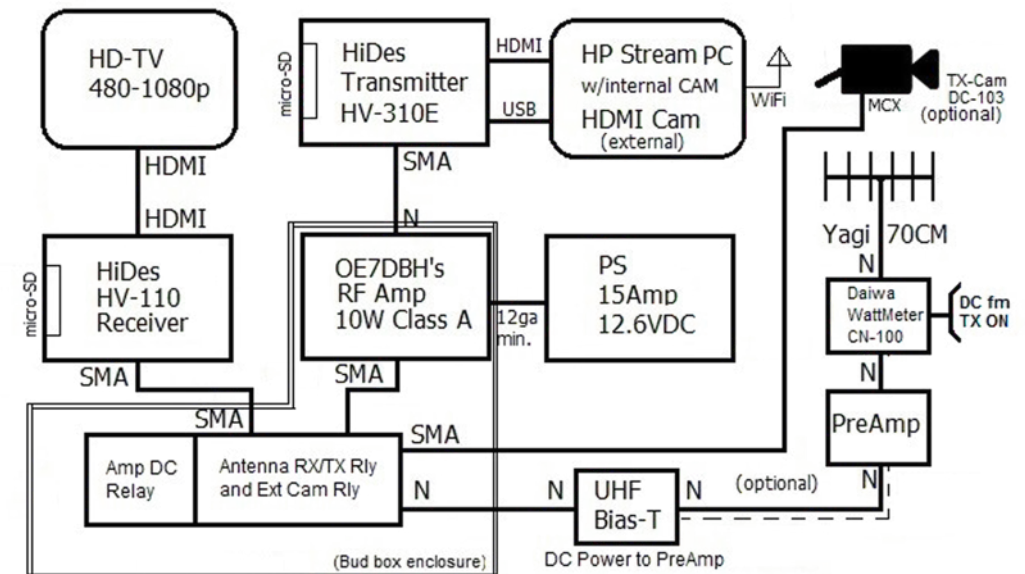 HD-TV
480-1080p
HDMI
HDMI
micro-SD
HiDes
HV-110
Receiver
SMA
SMA
micro-SD
HiDes
Transmitter
HV-310E
HDMI
USB
HP Stream PC
w/internal CAM
HDMI Cam
(external)
WiFi
MCX
TX-Cam
DC-103
(optional)
SMA
N
OE7DBH's
RF Amp
10W Class A
12ga
min.
PS
15Amp
12.6VDC
SMA
Yagi 70CM
N
Daiwa
WattMeter
CN-100
DC fm
TX ON
N
PreAmp
N
Amp DC
Relay
Antenna RX/TX Rly
and Ext Cam Rly
SMA
N
N
UHF
Bias-T
N
(optional)
DC Power to PreAmp
(Bud box enclosure)